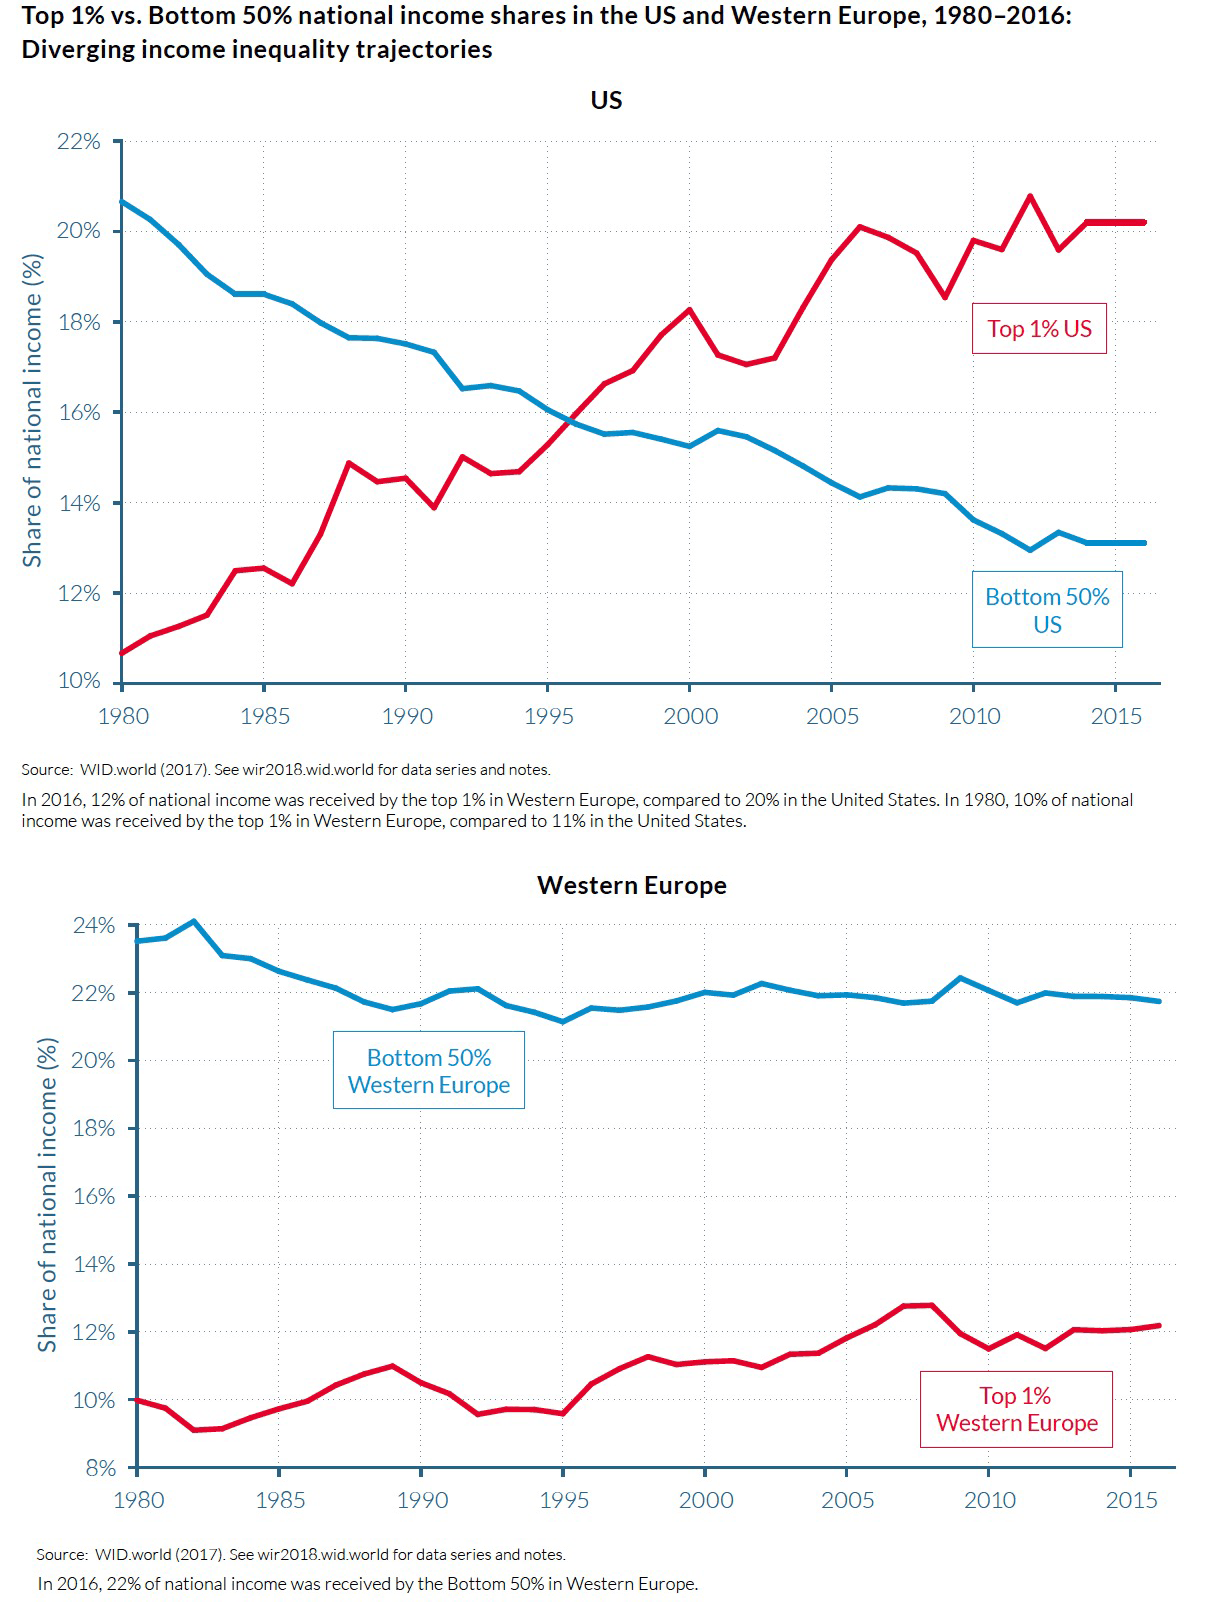 Top 1% vs. Bottom 50% national income shares in the US and Western Europe, 1980–2016:
Diverging income inequality trajectories
US
Share of national income (%)
22%
20%
18%
16%
14%
12%
10%
Top 1% US
Bottom 50%
US
1980 1985 1990 1995 2000 2005 2010 2015
Source: WID.world (2017). See wir2018.wid.world for data series and notes.
In 2016, 12% of national income was received by the top 1% in Western Europe, compared to 20% in the United States. In 1980, 10% of national
income was received by the top 1% in Western Europe, compared to 11% in the United States.
Western Europe
Share of national income (%)
24%
22%
20%
18%
16%
14%
12%
10%
8%
Bottom 50%
Western Europe
Top 1%
Western Europe
1980 1985 1990 1995 2000 2005 2010 2015
Source: WID.world (2017). See wir2018.wid.world for data series and notes.
In 2016, 22% of national income was received by the Bottom 50% in Western Europe.